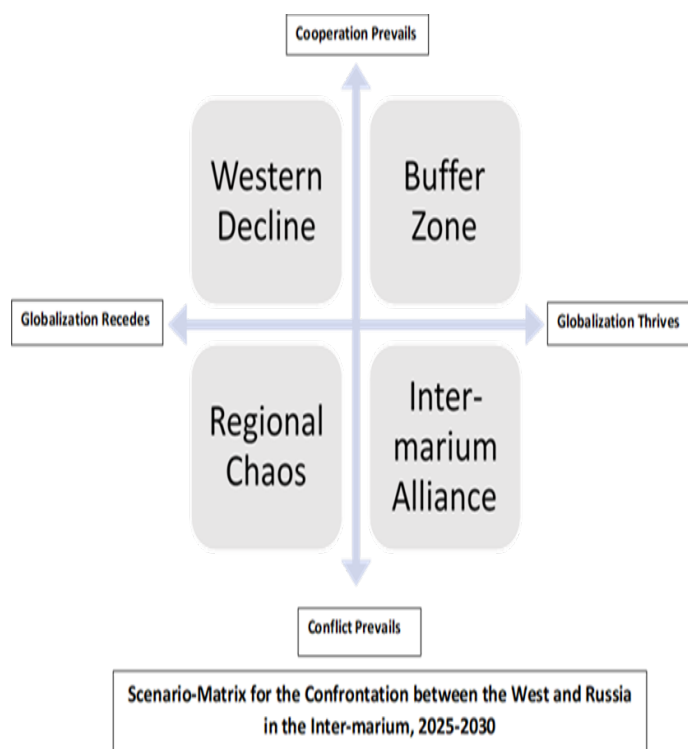 Cooperation Prevails
Western
Decline
Buffer
Zone
Globalization Recedes
Globalization Thrives
Regional
Chaos
Inter-
marium
Alliance
Conflict Prevails
Scenario-Matrix for the Confrontation between the West and Russia
in the Inter-marium, 2025-2030